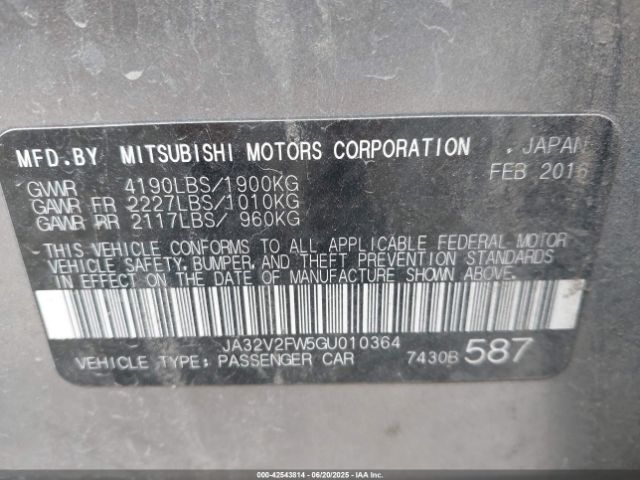 MFD.BY MITSUBISHI MOTORS CORPORATION , JAPAN
FEB 2016
GVWR 4190LBS/1900KG
GAWR FR 2227LBS/1010KG
GAWR RR 2117LBS/ 960KG
THIS VEHICLE CONFORMS TO ALL APPLICABLE FEDERAL MOTOR
VEHICLE SAFETY, BUMPER, AND THEFT PREVENTION STANDARDS
IN EFFECT ON THE DATE OF MANUFACTURE SHOWN ABOVE.
JA32V2FW5GU010364
VEHICLE TYPE: PASSENGER CAR 7430B 587
000-42543814 - 06/20/2025 - IAA Inc.